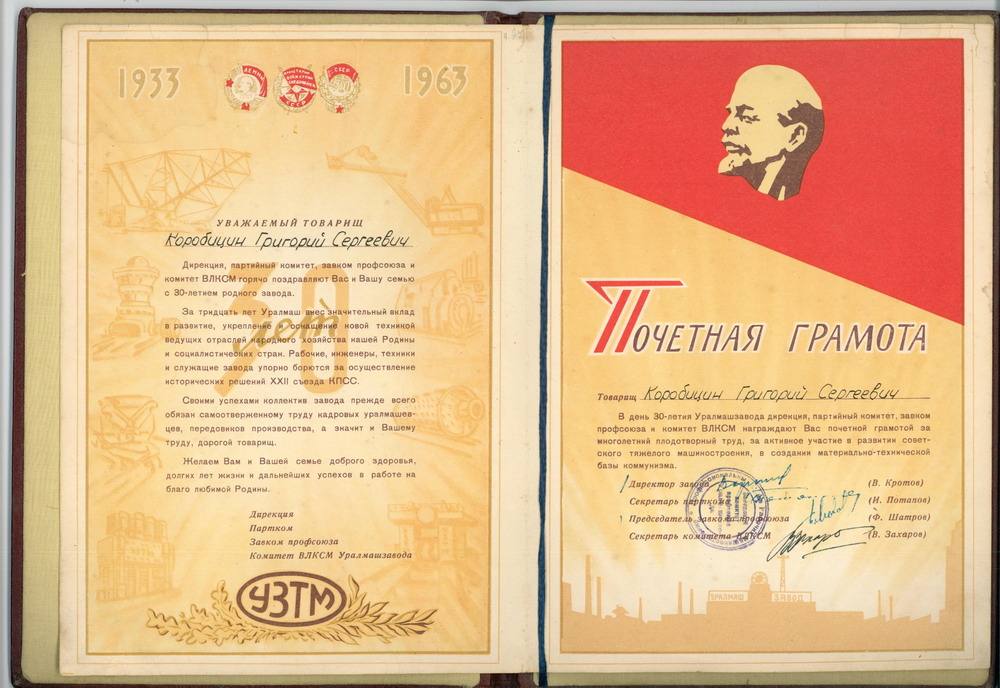 1933
1963
УВАЖАЕМЫЙ ТОВАРИЩ
Коробицин Григорий Сергеевич
30 лет
Дирекция, партийный комитет, завком профсоюза и
комитет ВЛКСМ горячо поздравляют Вас и Вашу семью
с 30-летием родного завода.
За тридцать лет Уралмаш внес значительный вклад
в развитие, укрепление и оснащение новой техникой
ведущих отраслей народного хозяйства нашей Родины
и социалистических стран. Рабочие, инженеры, техники
и служащие завода упорно борются за осуществление
исторических решений XXII съезда КПСС.
Своими успехами коллектив завода прежде всего
обязан самоотверженному труду кадровых уралмашев-
цев, передовиков производства, а значит и Вашему
труду, дорогой товарищ.
Желаем Вам и Вашей семье доброго здоровья,
долгих лет жизни и дальнейших успехов в работе на
благо любимой Родины.
Дирекция
Партком
Завком профсоюза
Комитет ВЛКСМ Уралмашзавода
УЗТМ
ПОЧЕТНАЯ ГРАМОТА
Товарищ Коробицин Григорий Сергеевич
В день 30-летия Уралмашзавода дирекция, партийный комитет, завком
профсоюза и комитет ВЛКСМ награждают Вас почетной грамотой за
многолетний плодотворный труд, за активное участие в развитии совет-
ского тяжелого машиностроения, в создании материально-технической
базы коммунизма.
Директор завода (В. Кротов)
Секретарь парткома (И. Потапов)
Председатель завкома профсоюза (Ф. Шатров)
Секретарь комитета ВЛКСМ (В. Захаров)
УРАЛМАШ ЗАВОД